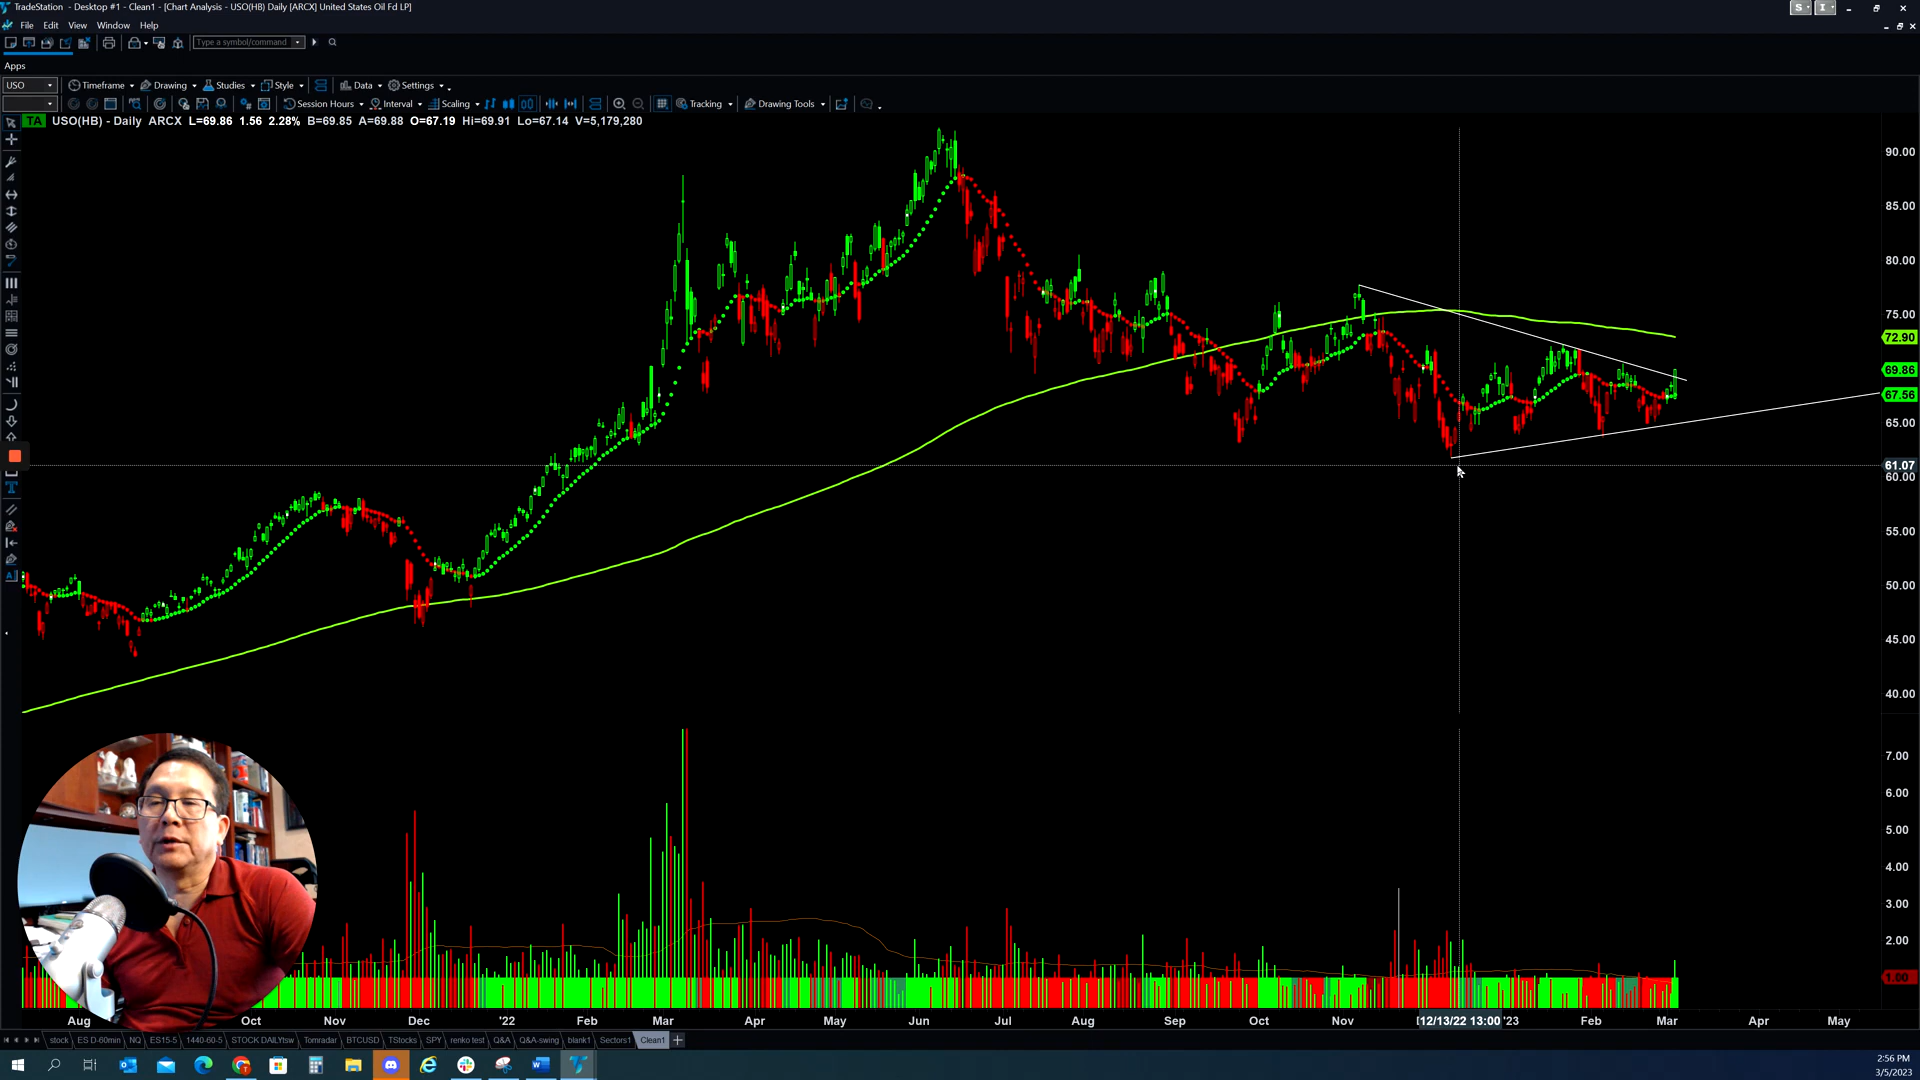 TradeStation - Desktop #1 - Clean1 - [Chart Analysis - USO(HB) Daily [ARCX] United States Oil Fd LP]
S I
File Edit View Window Help
Type a symbol/command
Apps
USO Timeframe Drawing Studies Style Data Settings
Session Hours Interval Scaling Tracking Drawing Tools
TA USO(HB) - Daily ARCX L=69.86 1.56 2.28% B=69.85 A=69.88 O=67.19 Hi=69.91 Lo=67.14 V=5,179,280
90.00
85.00
80.00
75.00
72.90
69.86
67.56
65.00
61.07
60.00
55.00
50.00
45.00
40.00
7.00
6.00
5.00
4.00
3.00
2.00
1.00
Aug Oct Nov Dec '22 Feb Mar Apr May Jun Jul Aug Sep Oct Nov 12/13/22 13:00 '23 Feb Mar Apr May
stock ES D-60min NQ ES15-5 1440-60-5 STOCK DAILYtsw Tomradar BTCUSD TStocks SPY renko test Q&A Q&A-swing blank1 Sectors1 Clean1
2:56 PM
3/5/2023